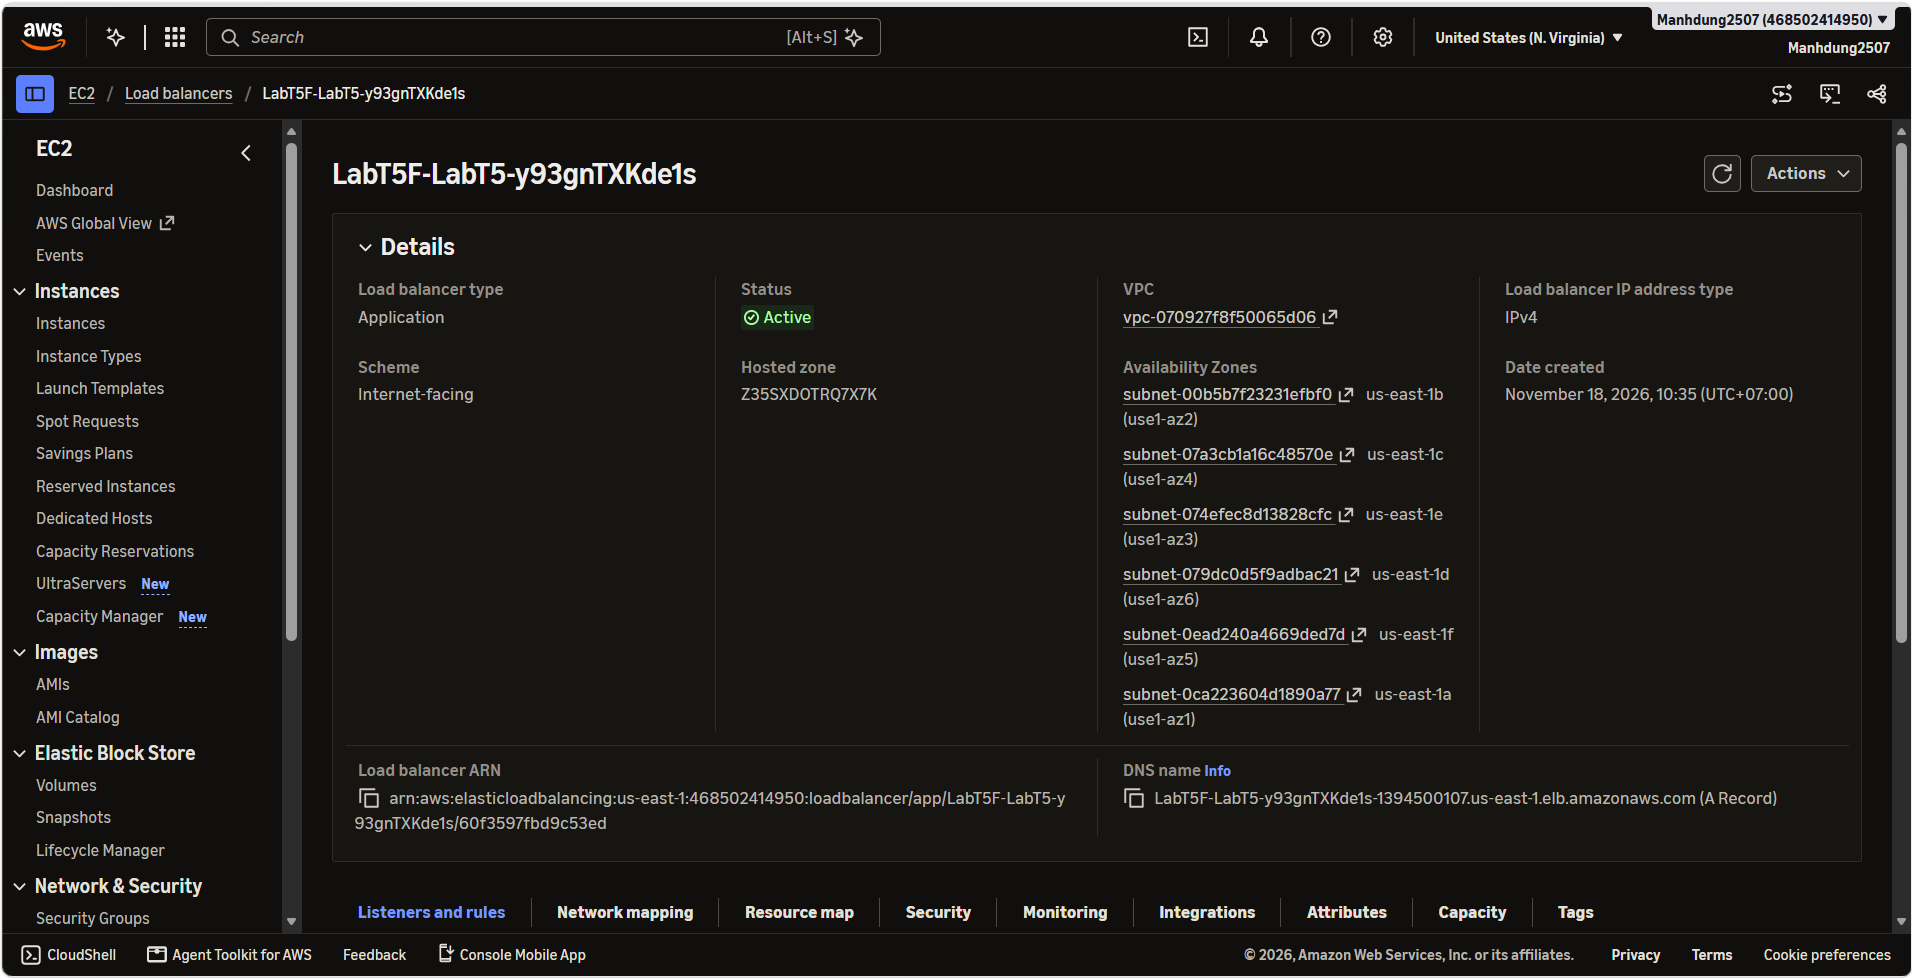 aws
Search [Alt+S]
United States (N. Virginia)
Manhdung2507 (468502414950)
Manhdung2507
EC2 / Load balancers / LabT5F-LabT5-y93gnTXKde1s
EC2
Dashboard
AWS Global View
Events
Instances
Instances
Instance Types
Launch Templates
Spot Requests
Savings Plans
Reserved Instances
Dedicated Hosts
Capacity Reservations
UltraServers New
Capacity Manager New
Images
AMIs
AMI Catalog
Elastic Block Store
Volumes
Snapshots
Lifecycle Manager
Network & Security
Security Groups
LabT5F-LabT5-y93gnTXKde1s
Actions
Details
Load balancer type
Application
Scheme
Internet-facing
Status
Active
Hosted zone
Z35SXDOTRQ7X7K
VPC
vpc-070927f8f50065d06
Availability Zones
subnet-00b5b7f23231efbf0 us-east-1b
(use1-az2)
subnet-07a3cb1a16c48570e us-east-1c
(use1-az4)
subnet-074efec8d13828cfc us-east-1e
(use1-az3)
subnet-079dc0d5f9adbac21 us-east-1d
(use1-az6)
subnet-0ead240a4669ded7d us-east-1f
(use1-az5)
subnet-0ca223604d1890a77 us-east-1a
(use1-az1)
Load balancer IP address type
IPv4
Date created
November 18, 2026, 10:35 (UTC+07:00)
Load balancer ARN
arn:aws:elasticloadbalancing:us-east-1:468502414950:loadbalancer/app/LabT5F-LabT5-y
93gnTXKde1s/60f3597fbd9c53ed
DNS name Info
LabT5F-LabT5-y93gnTXKde1s-1394500107.us-east-1.elb.amazonaws.com (A Record)
Listeners and rules Network mapping Resource map Security Monitoring Integrations Attributes Capacity Tags
CloudShell Agent Toolkit for AWS Feedback Console Mobile App © 2026, Amazon Web Services, Inc. or its affiliates. Privacy Terms Cookie preferences